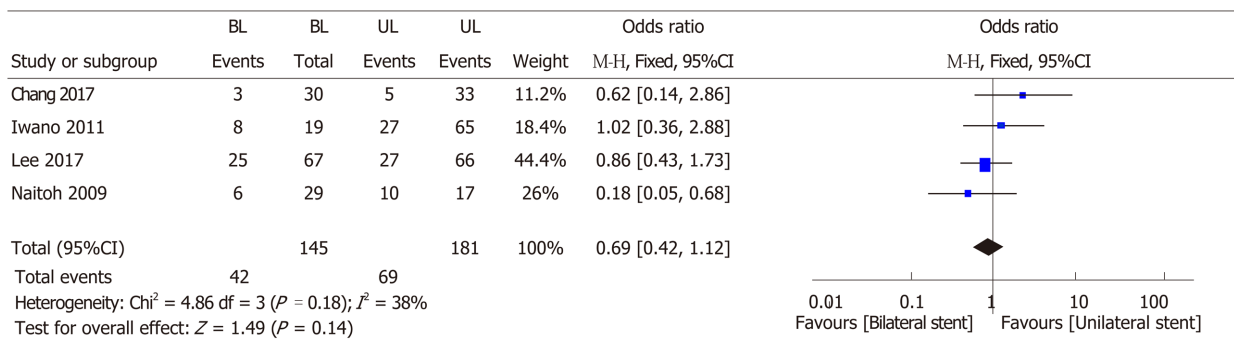 BL BL UL UL Odds ratio Odds ratio
Study or subgroup Events Total Events Events Weight M-H, Fixed, 95%CI M-H, Fixed, 95%CI
Chang 2017 3 30 5 33 11.2% 0.62 [0.14, 2.86]
Iwano 2011 8 19 27 65 18.4% 1.02 [0.36, 2.88]
Lee 2017 25 67 27 66 44.4% 0.86 [0.43, 1.73]
Naitoh 2009 6 29 10 17 26% 0.18 [0.05, 0.68]
Total (95%CI) 145 181 100% 0.69 [0.42, 1.12]
Total events 42 69
Heterogeneity: Chi² = 4.86 df = 3 (P = 0.18); I² = 38%
Test for overall effect: Z = 1.49 (P = 0.14)
0.01 0.1 1 10 100
Favours [Bilateral stent] Favours [Unilateral stent]